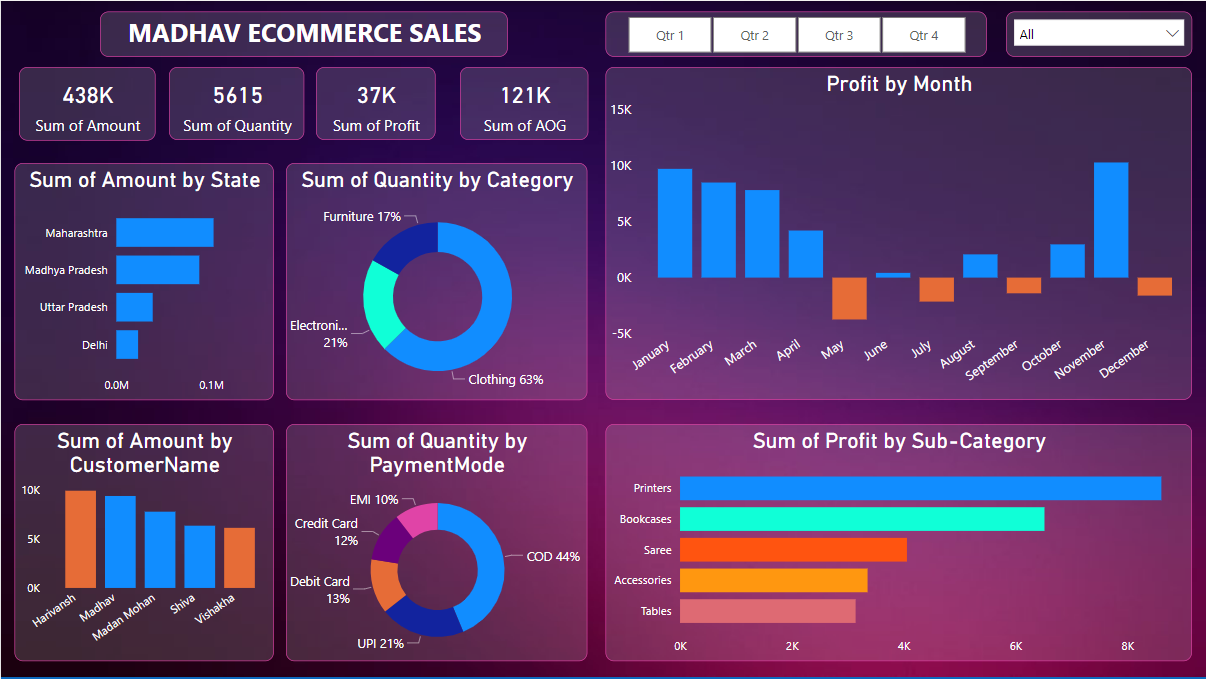 MADHAV ECOMMERCE SALES
Qtr 1
Qtr 2
Qtr 3
Qtr 4
All
438K
Sum of Amount
5615
Sum of Quantity
37K
Sum of Profit
121K
Sum of AOG
Profit by Month
15K
10K
5K
0K
-5K
January
February
March
April
May
June
July
August
September
October
November
December
Sum of Amount by State
Maharashtra
Madhya Pradesh
Uttar Pradesh
Delhi
0.0M
0.1M
Sum of Quantity by Category
Furniture 17%
Electroni...
21%
Clothing 63%
Sum of Amount by
CustomerName
10K
5K
0K
Harivansh
Madhav
Madan Mohan
Shiva
Vishakha
Sum of Quantity by
PaymentMode
EMI 10%
Credit Card
12%
Debit Card
13%
UPI 21%
COD 44%
Sum of Profit by Sub-Category
Printers
Bookcases
Saree
Accessories
Tables
0K
2K
4K
6K
8K